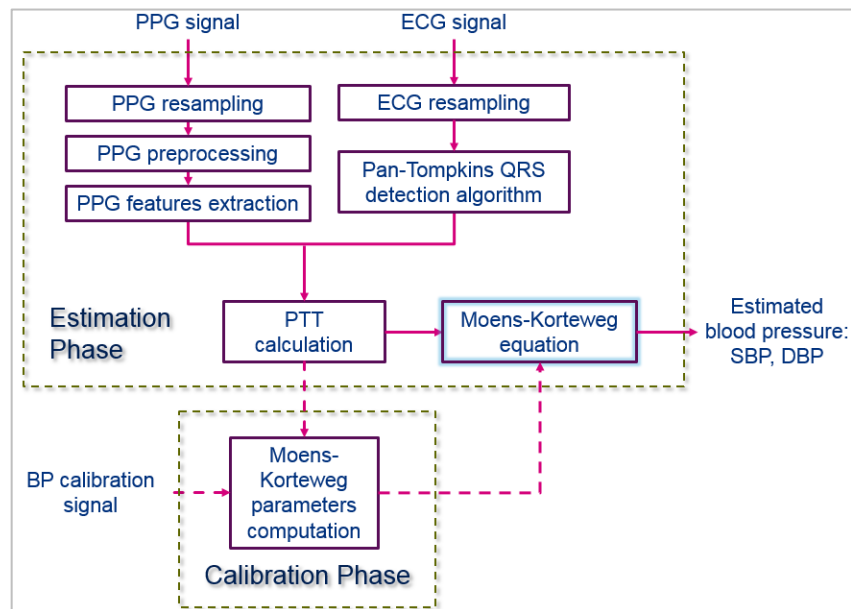 PPG signal
ECG signal
PPG resampling
ECG resampling
PPG preprocessing
Pan-Tompkins QRS
detection algorithm
PPG features extraction
Estimation
Phase
PTT
calculation
Moens-Korteweg
equation
Estimated
blood pressure:
SBP, DBP
BP calibration
signal
Moens-
Korteweg
parameters
computation
Calibration Phase